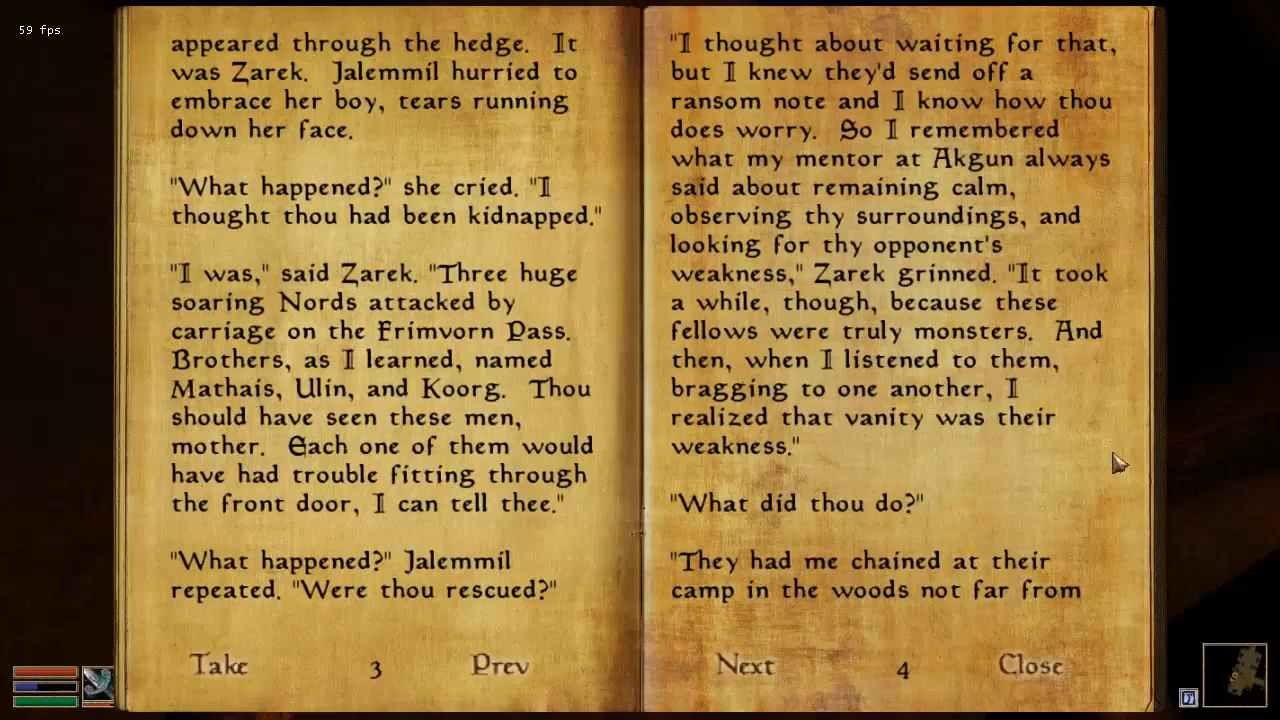 59 fps
appeared through the hedge. It
was Zarek. Jalemmil hurried to
embrace her boy, tears running
down her face.
"What happened?" she cried. "I
thought thou had been kidnapped."
"I was," said Zarek. "Three huge
soaring Nords attacked by
carriage on the Frimvorn Pass.
Brothers, as I learned, named
Mathais, Ulin, and Koorg. Thou
should have seen these men,
mother. Each one of them would
have had trouble fitting through
the front door, I can tell thee."
"What happened?" Jalemmil
repeated. "Were thou rescued?"
Take 3 Prev
"I thought about waiting for that,
but I knew they'd send off a
ransom note and I know how thou
does worry. So I remembered
what my mentor at Akgun always
said about remaining calm,
observing thy surroundings, and
looking for thy opponent's
weakness," Zarek grinned. "It took
a while, though, because these
fellows were truly monsters. And
then, when I listened to them,
bragging to one another, I
realized that vanity was their
weakness."
"What did thou do?"
"They had me chained at their
camp in the woods not far from
Next 4 Close